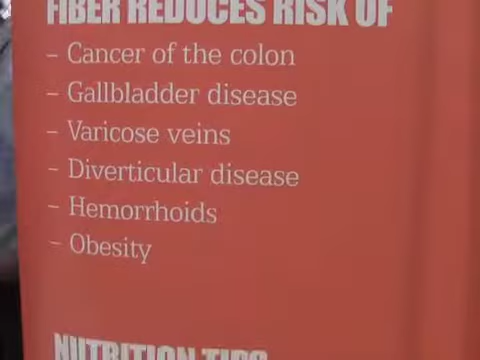 FIBER REDUCES RISK OF
– Cancer of the colon
– Gallbladder disease
– Varicose veins
– Diverticular disease
– Hemorrhoids
– Obesity
NUTRITION TIPS